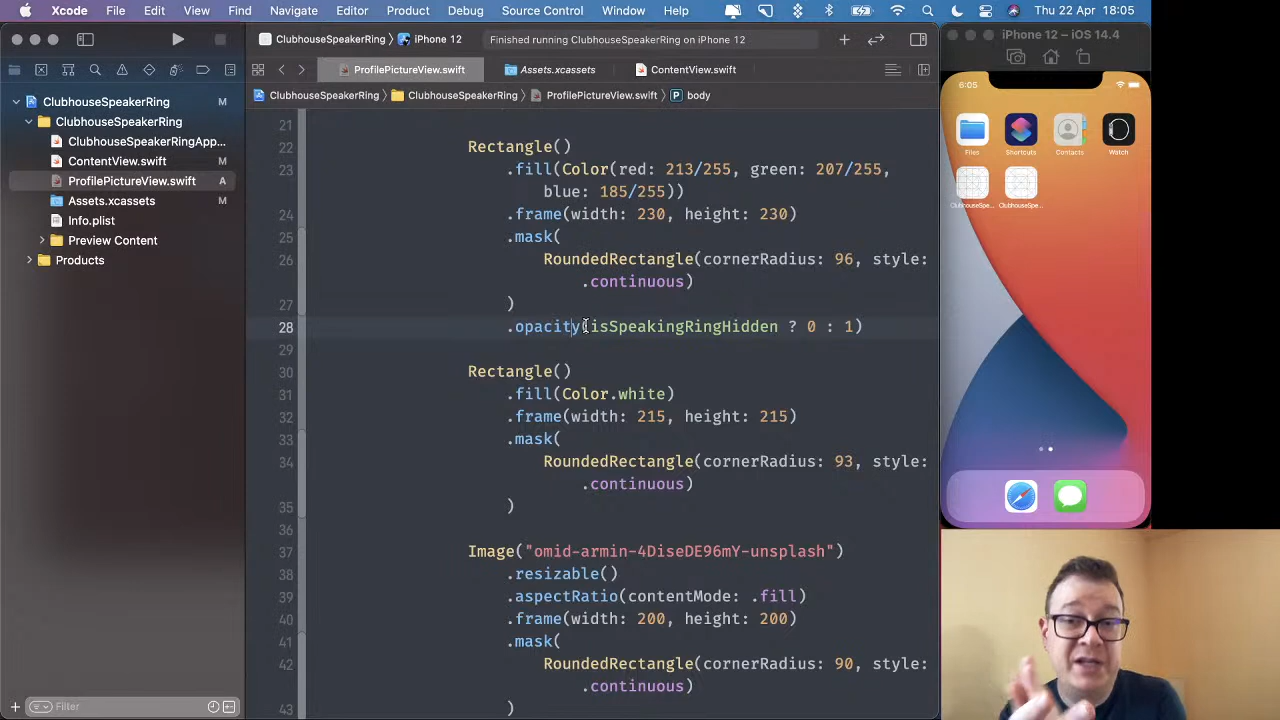 Xcode File Edit View Find Navigate Editor Product Debug Source Control Window Help Thu 22 Apr 18:05
ClubhouseSpeakerRing iPhone 12 Finished running ClubhouseSpeakerRing on iPhone 12
iPhone 12 – iOS 14.4
ProfilePictureView.swift Assets.xcassets ContentView.swift
ClubhouseSpeakerRing ClubhouseSpeakerRing ProfilePictureView.swift P body
ClubhouseSpeakerRing M
ClubhouseSpeakerRing
ClubhouseSpeakerRingApp...
ContentView.swift M
ProfilePictureView.swift A
Assets.xcassets M
Info.plist
Preview Content
Products
Filter
21
Rectangle()
23 .fill(Color(red: 213/255, green: 207/255,
blue: 185/255))
24 .frame(width: 230, height: 230)
25 .mask(
26 RoundedRectangle(cornerRadius: 96, style:
.continuous)
27 )
28 .opacity(isSpeakingRingHidden ? 0 : 1)
29
30 Rectangle()
31 .fill(Color.white)
32 .frame(width: 215, height: 215)
33 .mask(
34 RoundedRectangle(cornerRadius: 93, style:
.continuous)
35 )
36
37 Image("omid-armin-4DiseDE96mY-unsplash")
38 .resizable()
39 .aspectRatio(contentMode: .fill)
40 .frame(width: 200, height: 200)
41 .mask(
42 RoundedRectangle(cornerRadius: 90, style:
.continuous)
43 )
6:05
Files Shortcuts Contacts Watch
ClubhouseSpe... ClubhouseSpe...